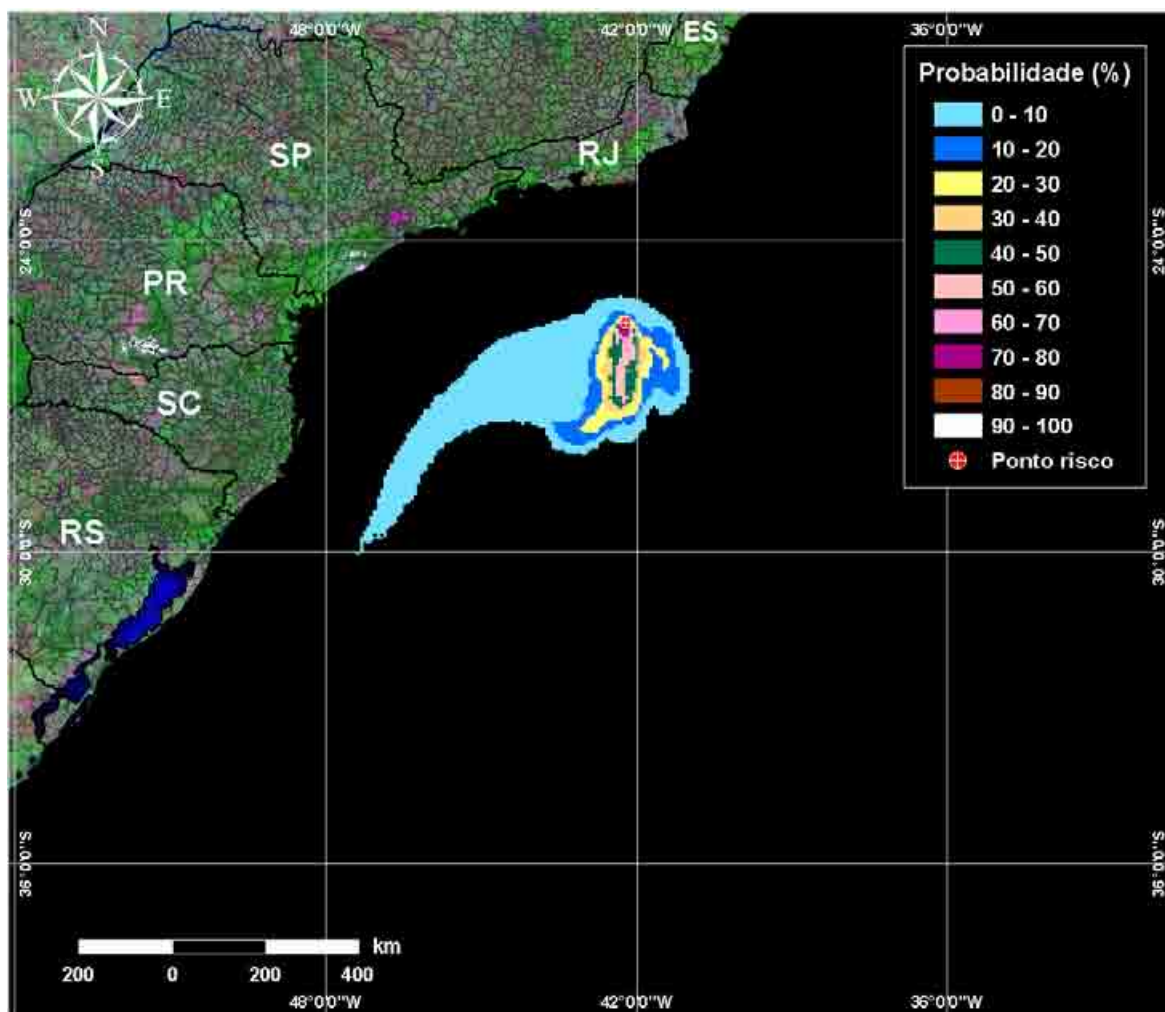 48°0'0"W
42°0'0"W
36°0'0"W
ES
N
W
E
S
SP
RJ
PR
SC
RS
24°0'0"S
24°0'0"S
30°0'0"S
30°0'0"S
36°0'0"S
36°0'0"S
Probabilidade (%)
0 - 10
10 - 20
20 - 30
30 - 40
40 - 50
50 - 60
60 - 70
70 - 80
80 - 90
90 - 100
Ponto risco
km
200 0 200 400
48°0'0"W
42°0'0"W
36°0'0"W